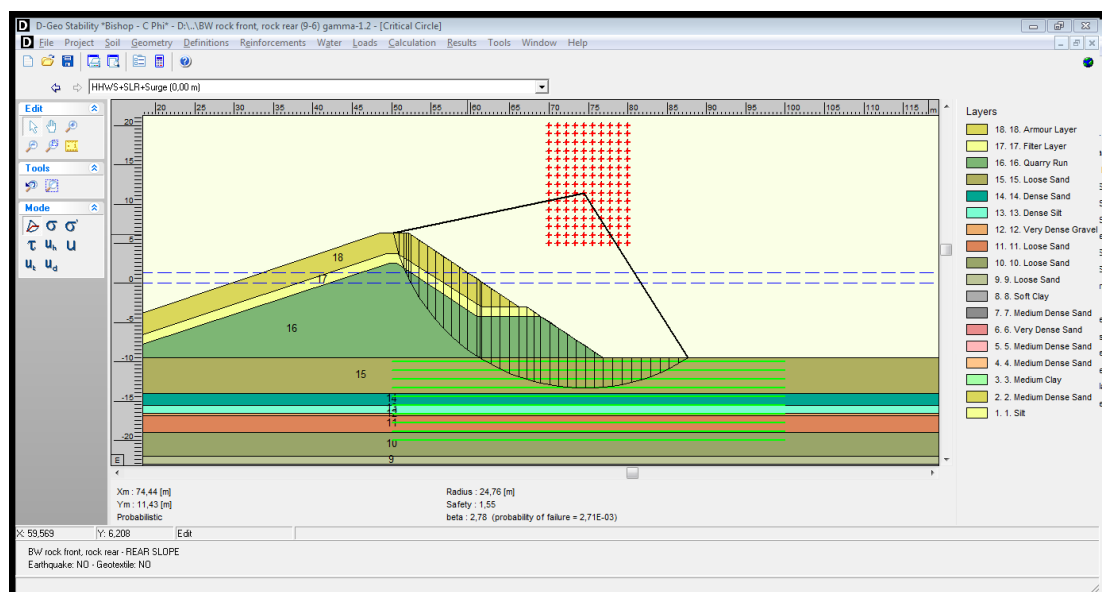 D-Geo Stability *Bishop - C Phi* - D:\...\BW rock front, rock rear (9-6) gamma-1.2 - [Critical Circle]
File Project Soil Geometry Definitions Reinforcements Water Loads Calculation Results Tools Window Help
HHWS+SLR+Surge (0,00 m)
Edit
Tools
Mode
20 25 30 35 40 45 50 55 60 65 70 75 80 85 90 95 100 105 110 115 m
20
15
10
5
0
-5
-10
-15
-20
E
18
17
16
15
11
10
9
Layers
18. 18. Armour Layer
17. 17. Filter Layer
16. 16. Quarry Run
15. 15. Loose Sand
14. 14. Dense Sand
13. 13. Dense Silt
12. 12. Very Dense Gravel
11. 11. Loose Sand
10. 10. Loose Sand
9. 9. Loose Sand
8. 8. Soft Clay
7. 7. Medium Dense Sand
6. 6. Very Dense Sand
5. 5. Medium Dense Sand
4. 4. Medium Dense Sand
3. 3. Medium Clay
2. 2. Medium Dense Sand
1. 1. Silt
Xm : 74,44 [m]
Ym : 11,43 [m]
Probabilistic
Radius : 24,76 [m]
Safety : 1,55
beta : 2,78 (probability of failure = 2,71E-03)
X: 59,569 Y: 6,208 Edit
BW rock front, rock rear - REAR SLOPE
Earthquake: NO - Geotextile: NO